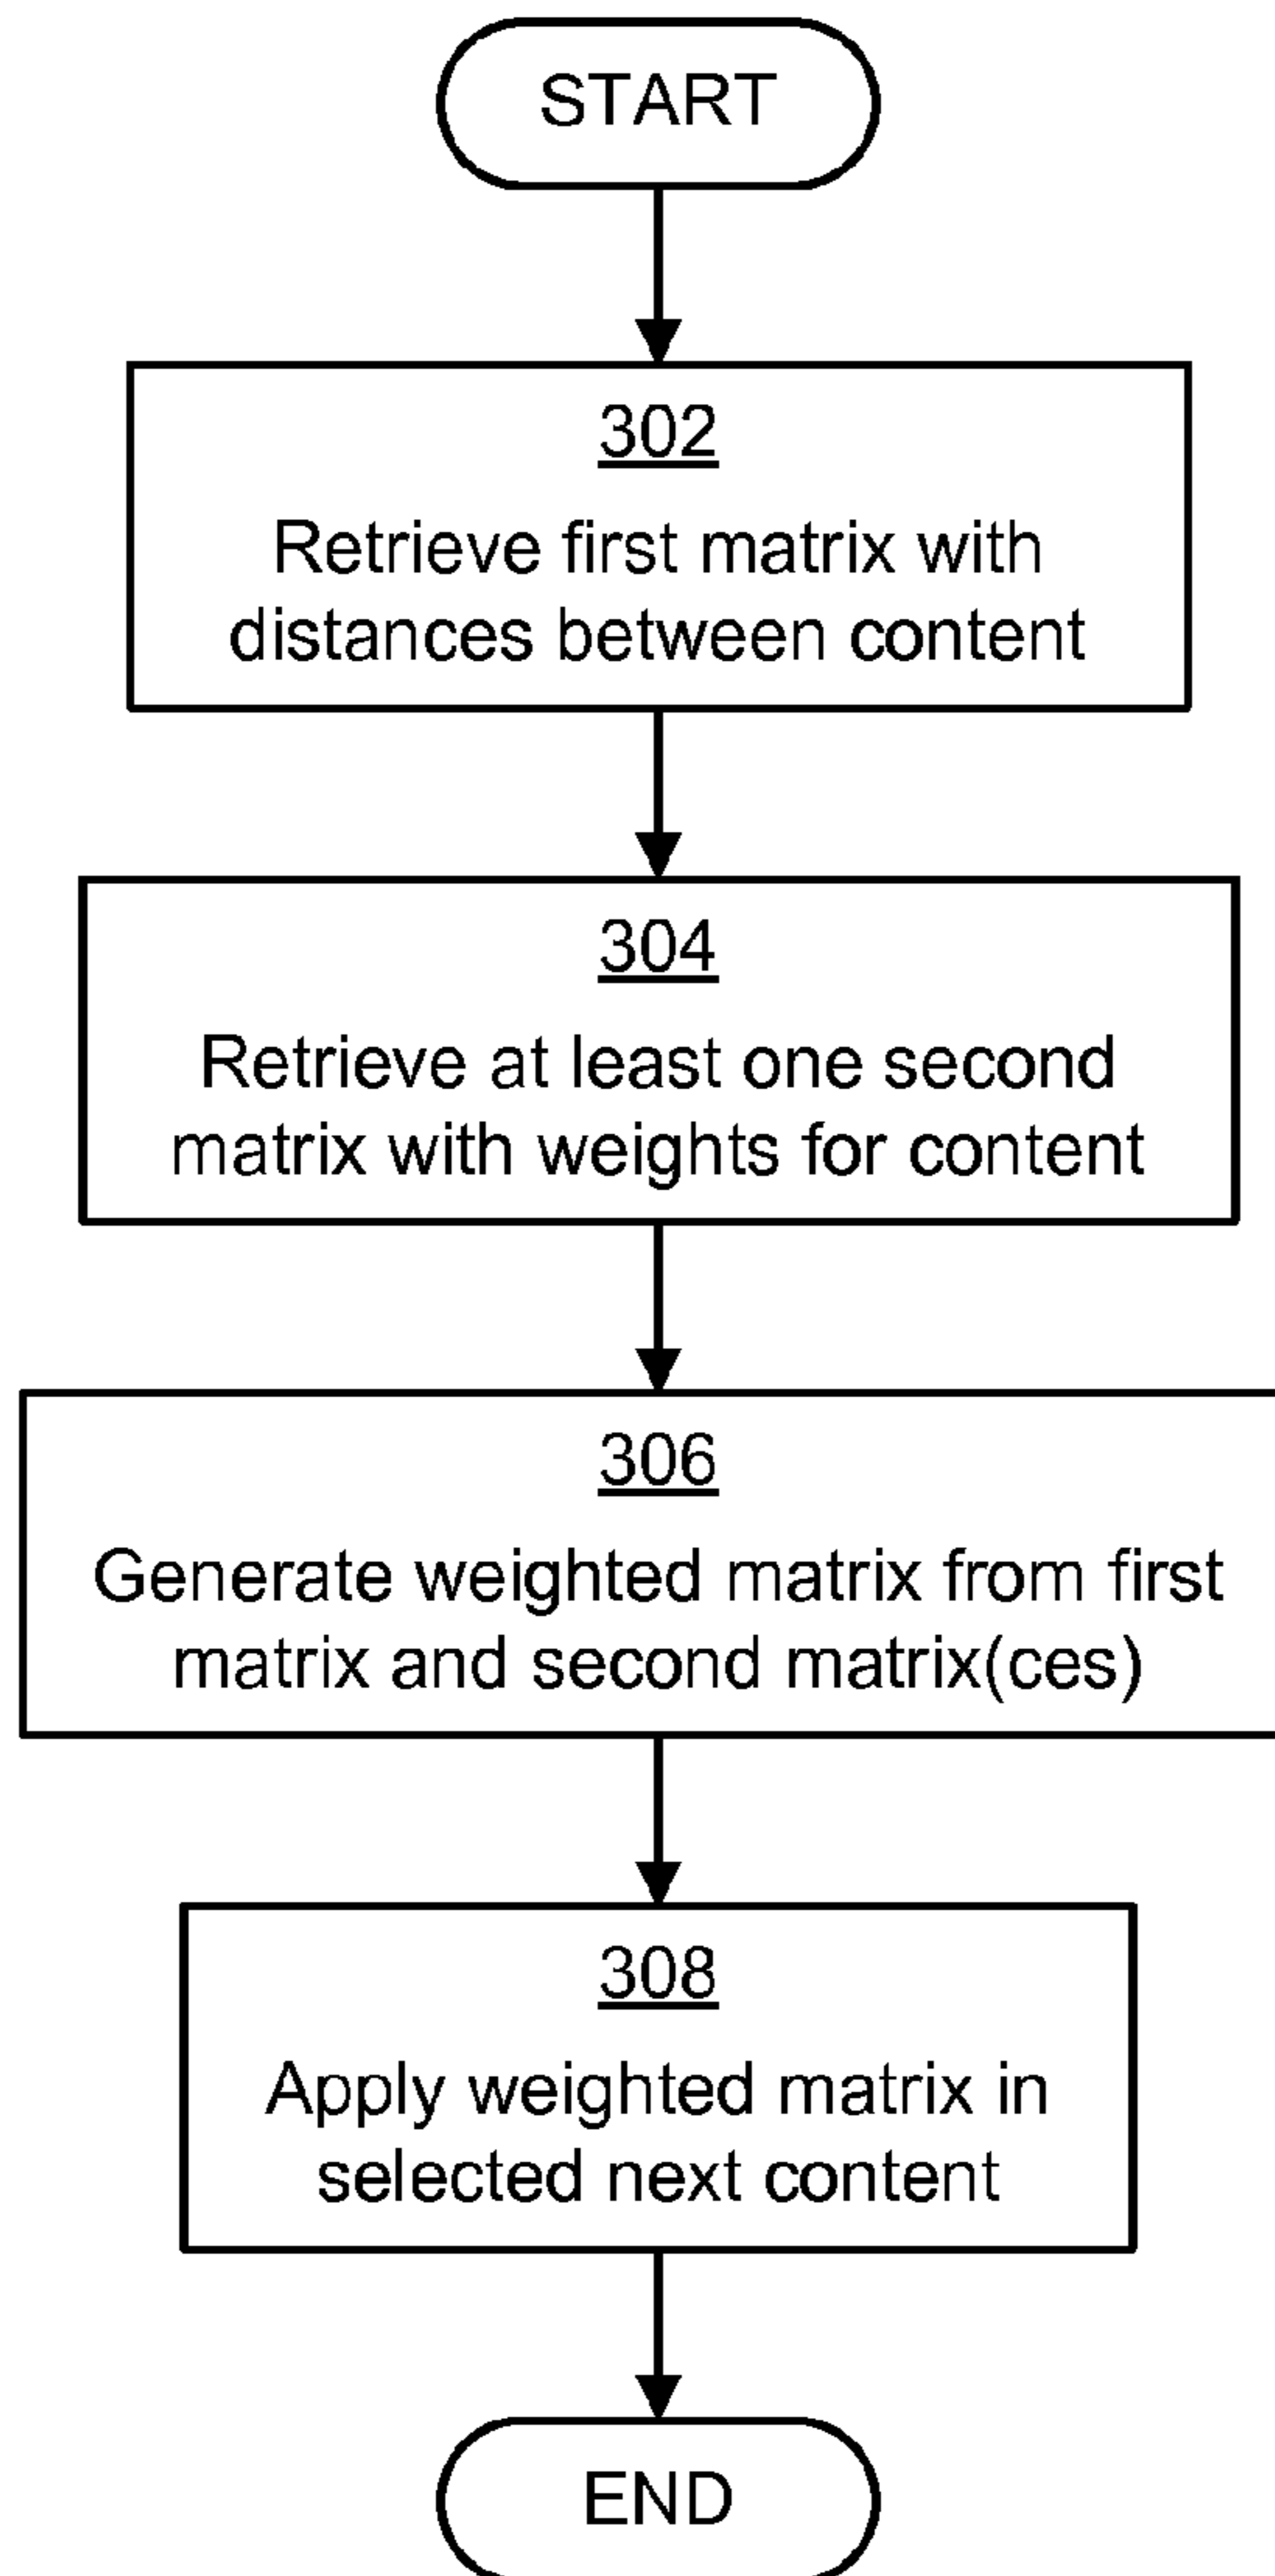 START
302
Retrieve first matrix with
distances between content
304
Retrieve at least one second
matrix with weights for content
306
Generate weighted matrix from first
matrix and second matrix(ces)
308
Apply weighted matrix in
selected next content
END